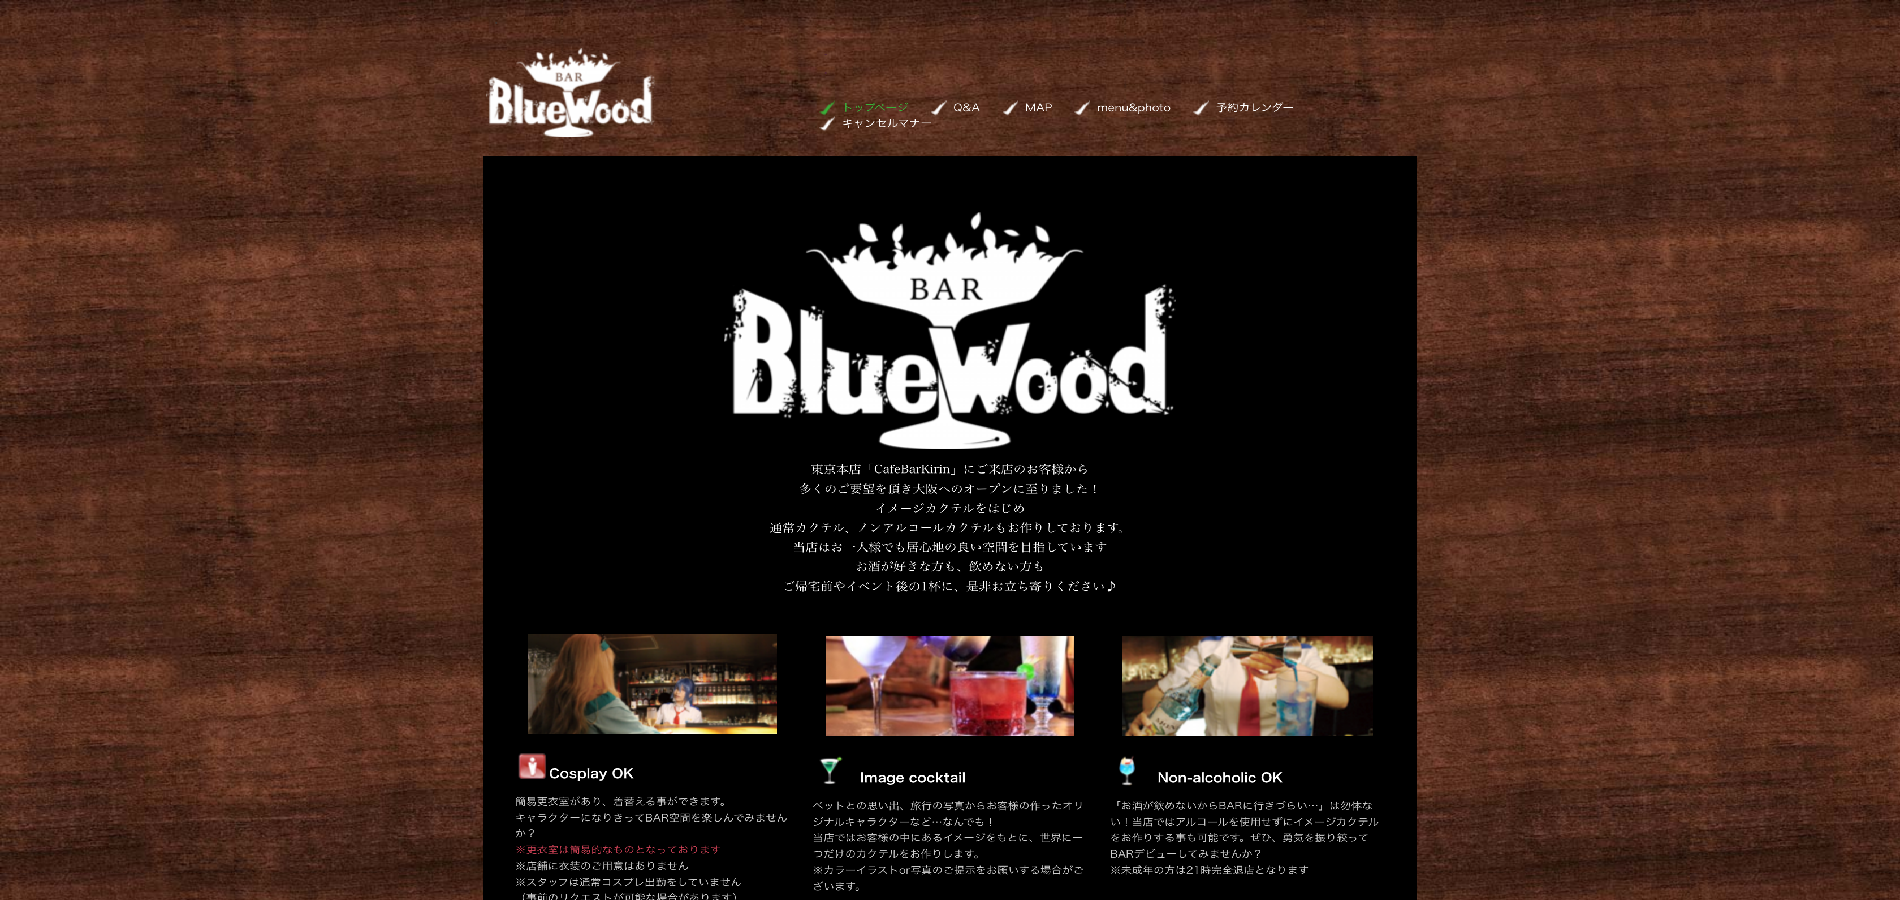 BAR
BlueWood
トップページ
Q&A
MAP
menu&photo
予約カレンダー
キャンセルマナー
BAR
BlueWood
東京本店「CafeBarKirin」にご来店のお客様から
多くのご要望を頂き大阪へのオープンに至りました！
イメージカクテルをはじめ
通常カクテル、ノンアルコールカクテルもお作りしております。
当店はお一人様でも居心地の良い空間を目指しています
お酒が好きな方も、飲めない方も
ご帰宅前やイベント後の1杯に、是非お立ち寄りください♪
Cosplay OK
簡易更衣室があり、着替える事ができます。
キャラクターになりきってBAR空間を楽しんでみません
か？
※更衣室は簡易的なものとなっております
※店舗に衣装のご用意はありません
※スタッフは通常コスプレ出勤をしていません
（事前のリクエストが可能な場合があります）
Image cocktail
ペットとの思い出、旅行の写真からお客様の作ったオリ
ジナルキャラクターなど…なんでも！
当店ではお客様の中にあるイメージをもとに、世界に一
つだけのカクテルをお作りします。
※カラーイラストor写真のご提示をお願いする場合がご
ざいます。
Non-alcoholic OK
「お酒が飲めないからBARに行きづらい…」は勿体な
い！当店ではアルコールを使用せずにイメージカクテル
をお作りする事も可能です。ぜひ、勇気を振り絞って
BARデビューしてみませんか？
※未成年の方は21時完全退店となります